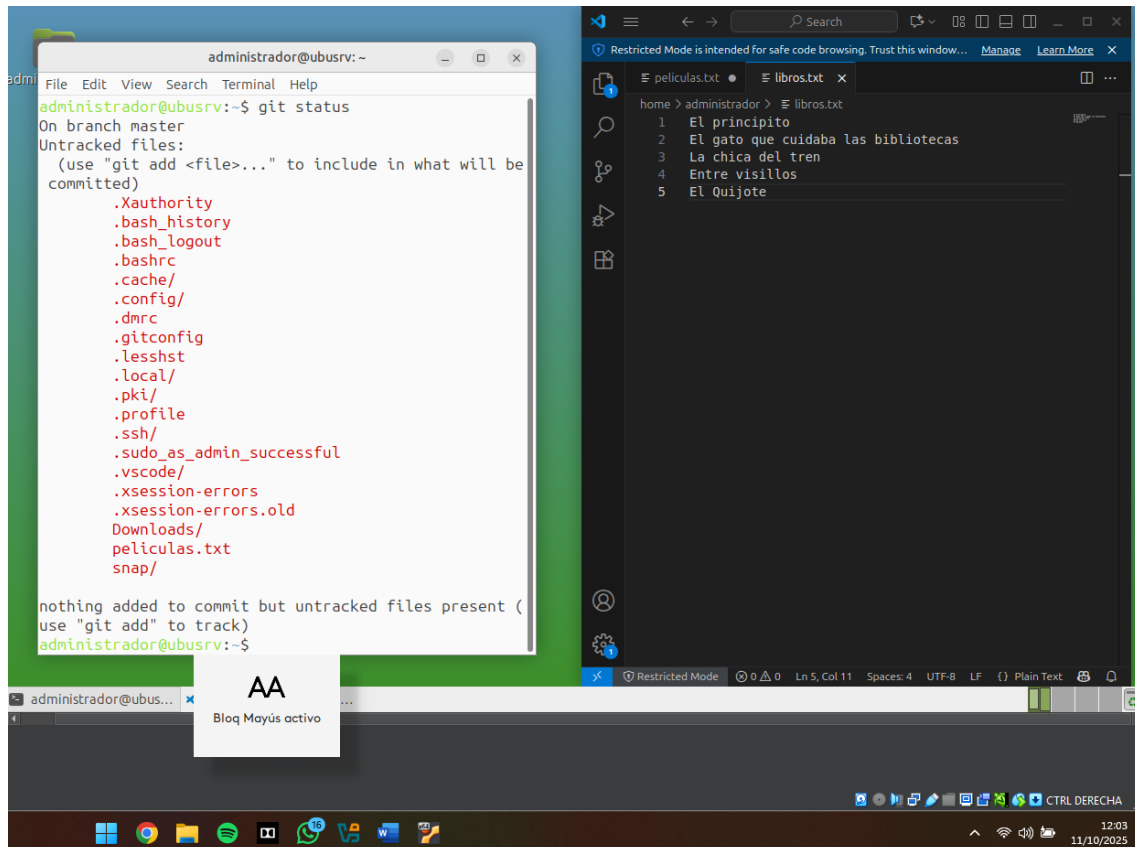 admi
administrador@ubusrv: ~
File Edit View Search Terminal Help
administrador@ubusrv:~$ git status
On branch master
Untracked files:
  (use "git add <file>..." to include in what will be
 committed)
        .Xauthority
        .bash_history
        .bash_logout
        .bashrc
        .cache/
        .config/
        .dmrc
        .gitconfig
        .lesshst
        .local/
        .pki/
        .profile
        .ssh/
        .sudo_as_admin_successful
        .vscode/
        .xsession-errors
        .xsession-errors.old
        Downloads/
        peliculas.txt
        snap/
nothing added to commit but untracked files present (
use "git add" to track)
administrador@ubusrv:~$
Search
Restricted Mode is intended for safe code browsing. Trust this window... Manage Learn More
peliculas.txt libros.txt
home > administrador > libros.txt
1 El principito
2 El gato que cuidaba las bibliotecas
3 La chica del tren
4 Entre visillos
5 El Quijote
1
1
Restricted Mode 0 0 Ln 5, Col 11 Spaces: 4 UTF-8 LF {} Plain Text
administrador@ubus... ...
AA
Bloq Mayús activo
CTRL DERECHA
16
12:03
11/10/2025